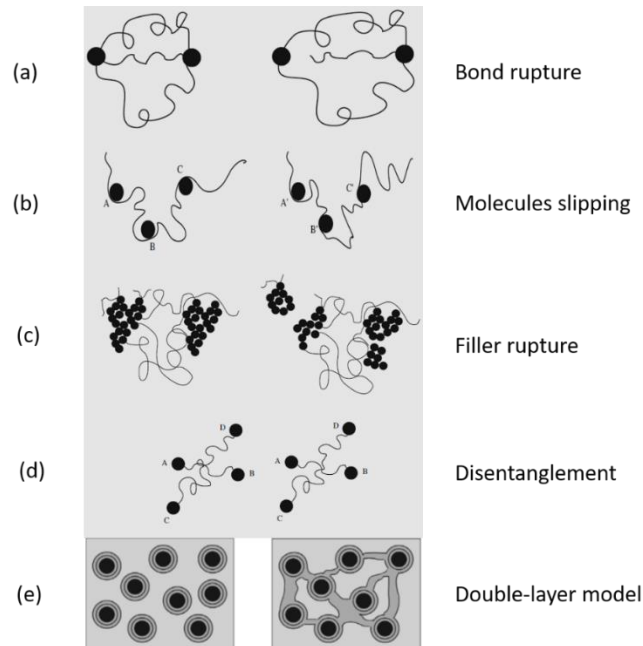 (a)
Bond rupture
(b)
A
B
C
A'
B'
C'
Molecules slipping
(c)
Filler rupture
(d)
A
B
C
D
A
B
C
D
Disentanglement
(e)
Double-layer model